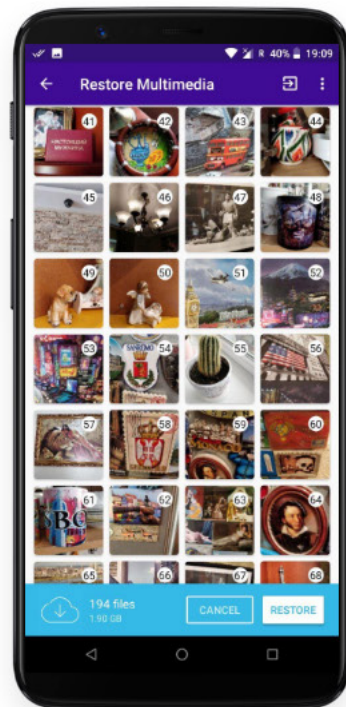 R 40% 19:09
Restore Multimedia
41 42 43 44
45 46 47 48
49 50 51 52
53 54 55 56
SANREMO
57 58 59 60
61 62 63 64
SBO
65 66 67 68
194 files
1.90 GB
CANCEL RESTORE